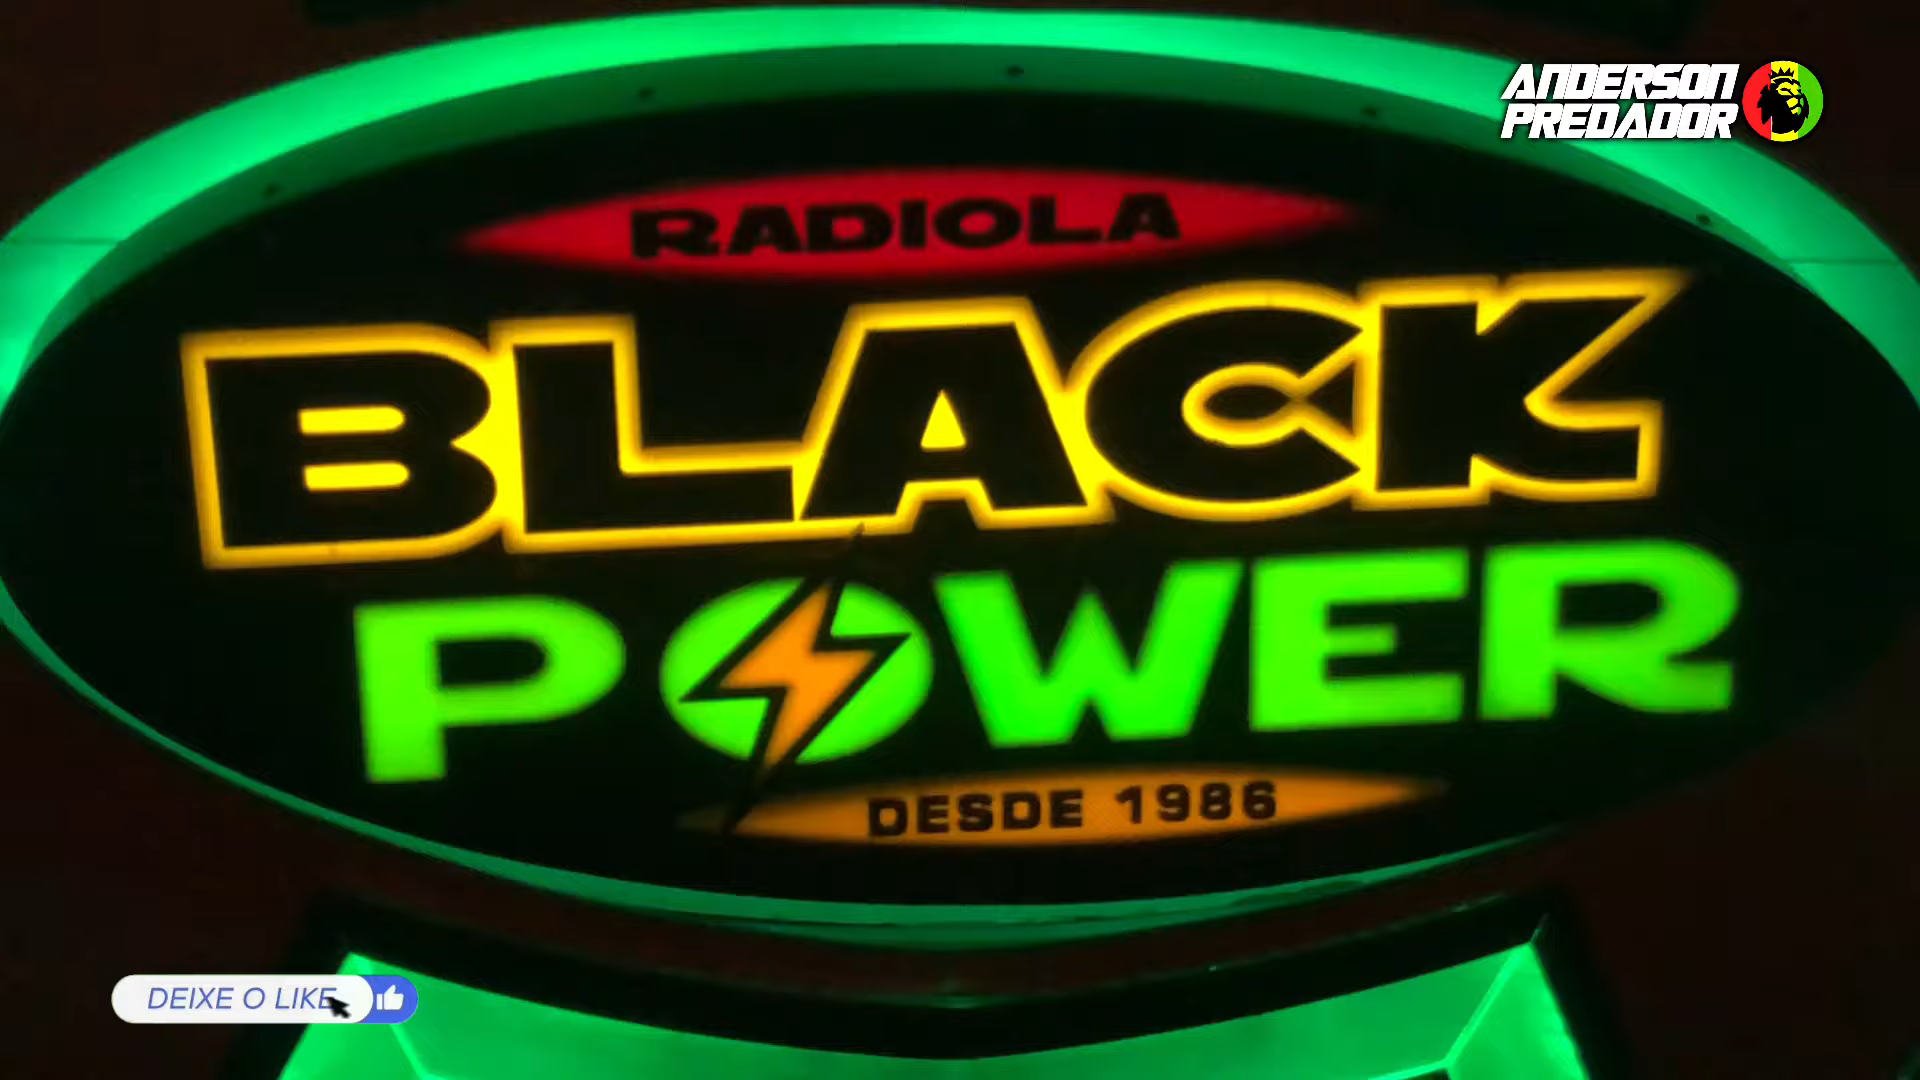 ANDERSON
PREDADOR
RADIOLA
BLACK
POWER
DESDE 1986
DEIXE O LIKE